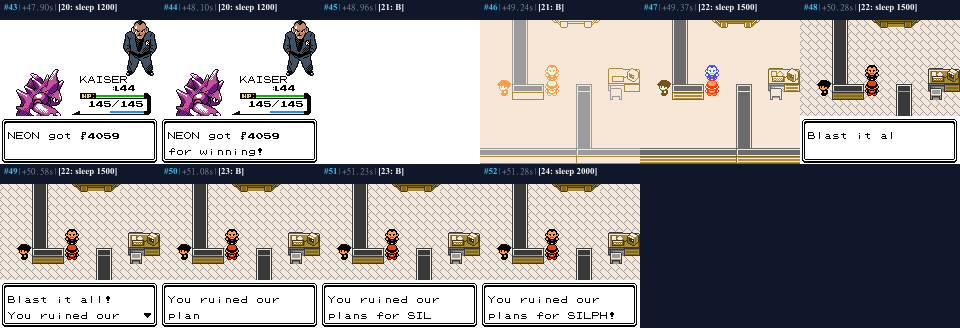 #43|+47.90s| [20: sleep 1200]
KAISER
:L44
HP:
145/145
NEON got ₽4059
#44|+48.10s| [20: sleep 1200]
KAISER
:L44
HP:
145/145
NEON got ₽4059
for winning!
#45|+48.96s| [21: B]
#46|+49.24s| [21: B]
#47|+49.37s| [22: sleep 1500]
#48|+50.28s| [22: sleep 1500]
Blast it al
#49|+50.58s| [22: sleep 1500]
Blast it all!
You ruined our
#50|+51.08s| [23: B]
You ruined our
plan
#51|+51.23s| [23: B]
You ruined our
plans for SIL
#52|+51.28s| [24: sleep 2000]
You ruined our
plans for SILPH!